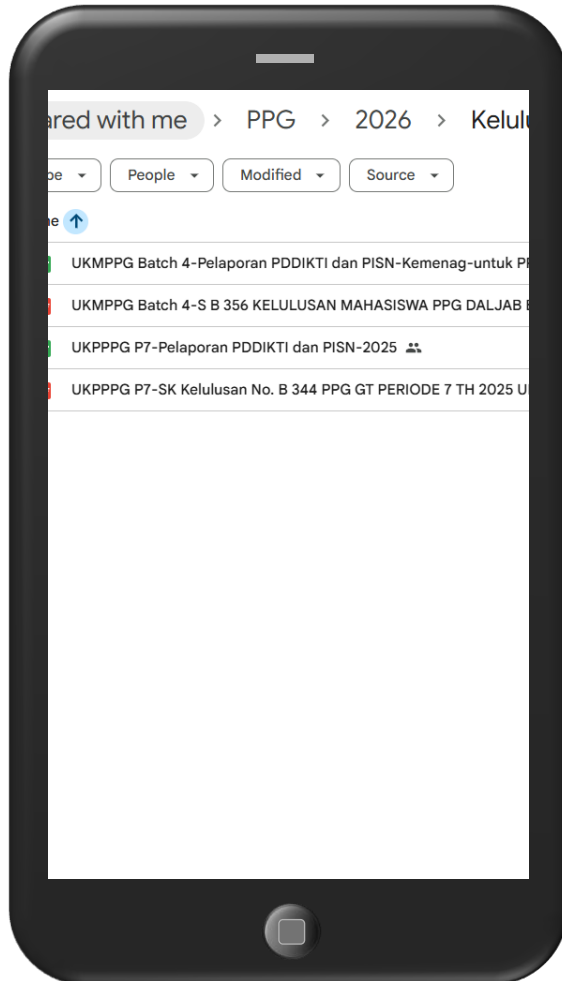 ared with me > PPG > 2026 > Kelulu
pe People Modified Source
ne
UKMPPG Batch 4-Pelaporan PDDIKTI dan PISN-Kemenag-untuk PP
UKMPPG Batch 4-S B 356 KELULUSAN MAHASISWA PPG DALJAB B
UKPPPG P7-Pelaporan PDDIKTI dan PISN-2025
UKPPPG P7-SK Kelulusan No. B 344 PPG GT PERIODE 7 TH 2025 U